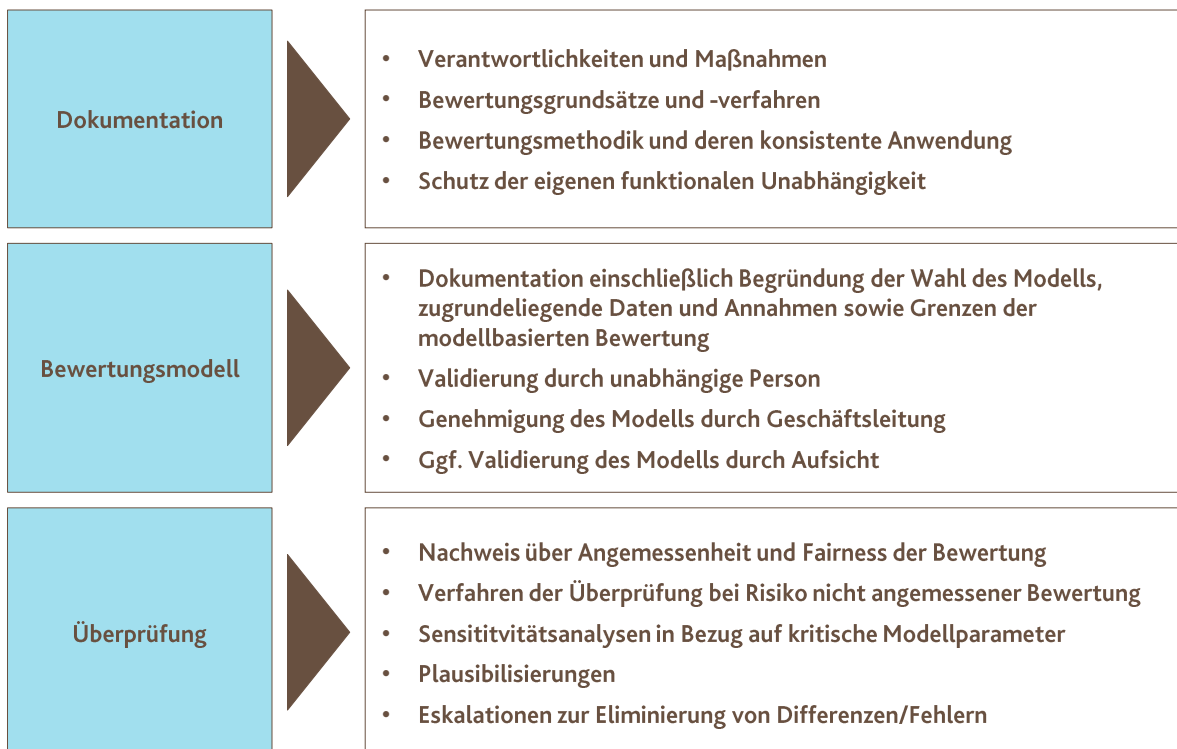 Dokumentation
• Verantwortlichkeiten und Maßnahmen
• Bewertungsgrundsätze und -verfahren
• Bewertungsmethodik und deren konsistente Anwendung
• Schutz der eigenen funktionalen Unabhängigkeit
Bewertungsmodell
• Dokumentation einschließlich Begründung der Wahl des Modells,
zugrundeliegende Daten und Annahmen sowie Grenzen der
modellbasierten Bewertung
• Validierung durch unabhängige Person
• Genehmigung des Modells durch Geschäftsleitung
• Ggf. Validierung des Modells durch Aufsicht
Überprüfung
• Nachweis über Angemessenheit und Fairness der Bewertung
• Verfahren der Überprüfung bei Risiko nicht angemessener Bewertung
• Sensititvitätsanalysen in Bezug auf kritische Modellparameter
• Plausibilisierungen
• Eskalationen zur Eliminierung von Differenzen/Fehlern